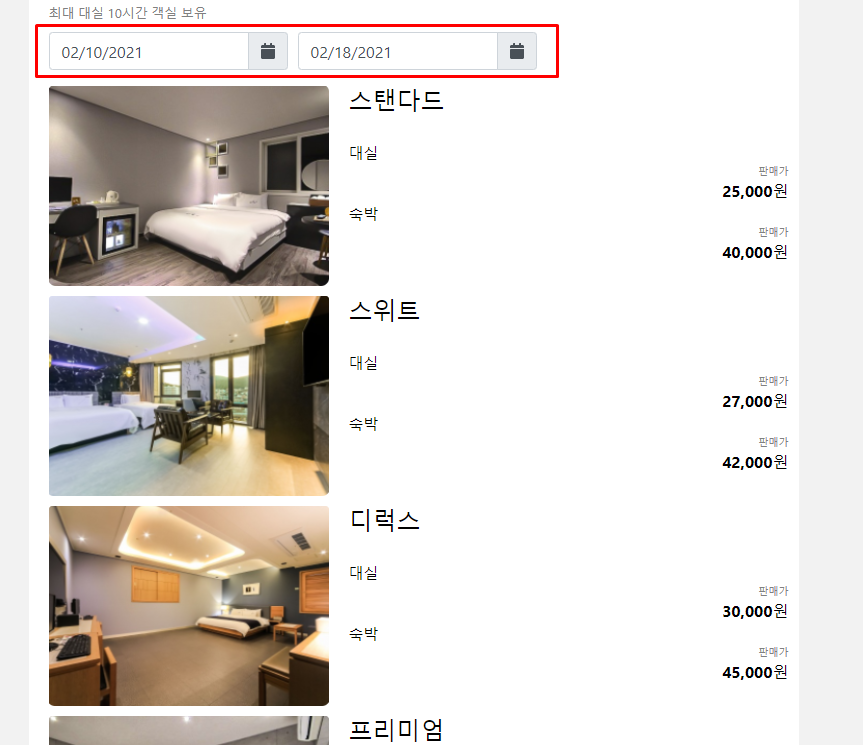 최대 대실 10시간 객실 보유
02/10/2021 02/18/2021
스탠다드
대실
판매가
25,000원
숙박
판매가
40,000원
스위트
대실
판매가
27,000원
숙박
판매가
42,000원
디럭스
대실
판매가
30,000원
숙박
판매가
45,000원
프리미엄